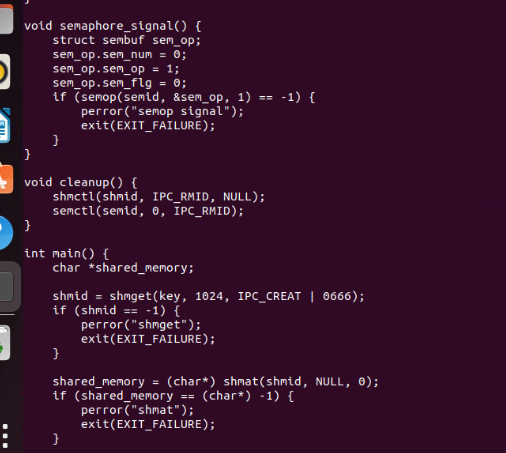 }
void semaphore_signal() {
    struct sembuf sem_op;
    sem_op.sem_num = 0;
    sem_op.sem_op = 1;
    sem_op.sem_flg = 0;
    if (semop(semid, &sem_op, 1) == -1) {
        perror("semop signal");
        exit(EXIT_FAILURE);
    }
}
void cleanup() {
    shmctl(shmid, IPC_RMID, NULL);
    semctl(semid, 0, IPC_RMID);
}
int main() {
    char *shared_memory;
    shmid = shmget(key, 1024, IPC_CREAT | 0666);
    if (shmid == -1) {
        perror("shmget");
        exit(EXIT_FAILURE);
    }
    shared_memory = (char*) shmat(shmid, NULL, 0);
    if (shared_memory == (char*) -1) {
        perror("shmat");
        exit(EXIT_FAILURE);
    }